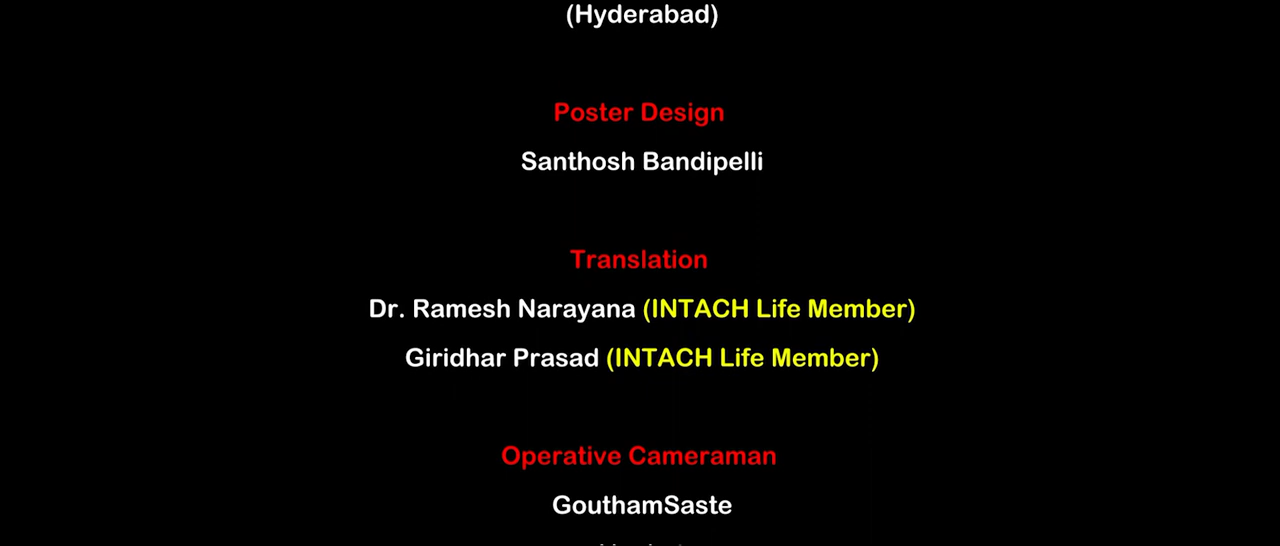 (Hyderabad)
Poster Design
Santhosh Bandipelli
Translation
Dr. Ramesh Narayana (INTACH Life Member)
Giridhar Prasad (INTACH Life Member)
Operative Cameraman
GouthamSaste